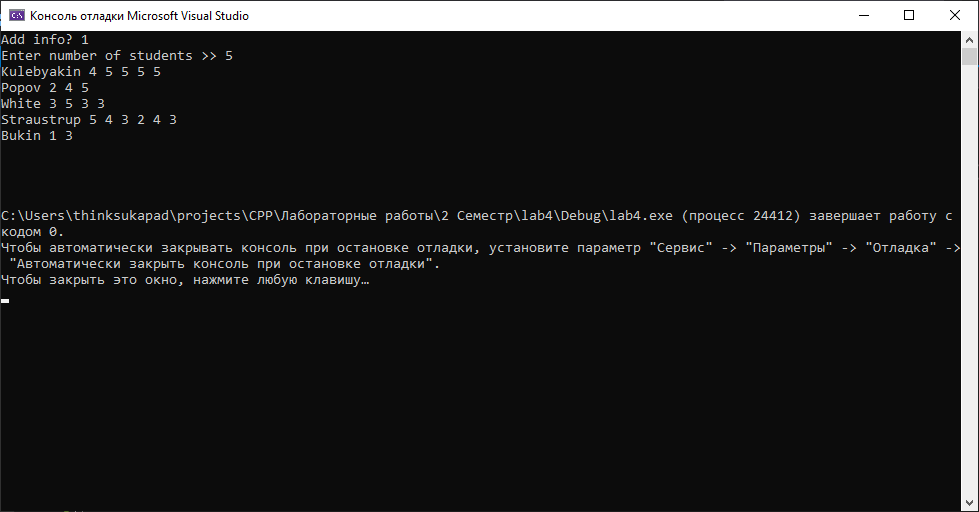 Консоль отладки Microsoft Visual Studio
Add info? 1
Enter number of students >> 5
Kulebyakin 4 5 5 5 5
Popov 2 4 5
White 3 5 3 3
Straustrup 5 4 3 2 4 3
Bukin 1 3
C:\Users\thinksukapad\projects\CPP\Лабораторные работы\2 Семестр\lab4\Debug\lab4.exe (процесс 24412) завершает работу с
кодом 0.
Чтобы автоматически закрывать консоль при остановке отладки, установите параметр "Сервис" -> "Параметры" -> "Отладка" ->
"Автоматически закрыть консоль при остановке отладки".
Чтобы закрыть это окно, нажмите любую клавишу…